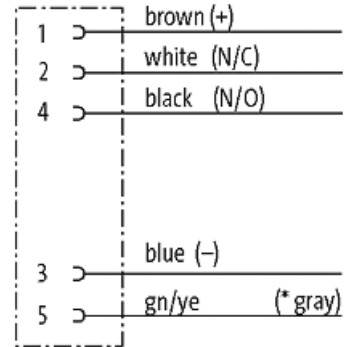 1 brown (+)
2 white (N/C)
4 black (N/O)
3 blue (–)
5 gn/ye (* gray)